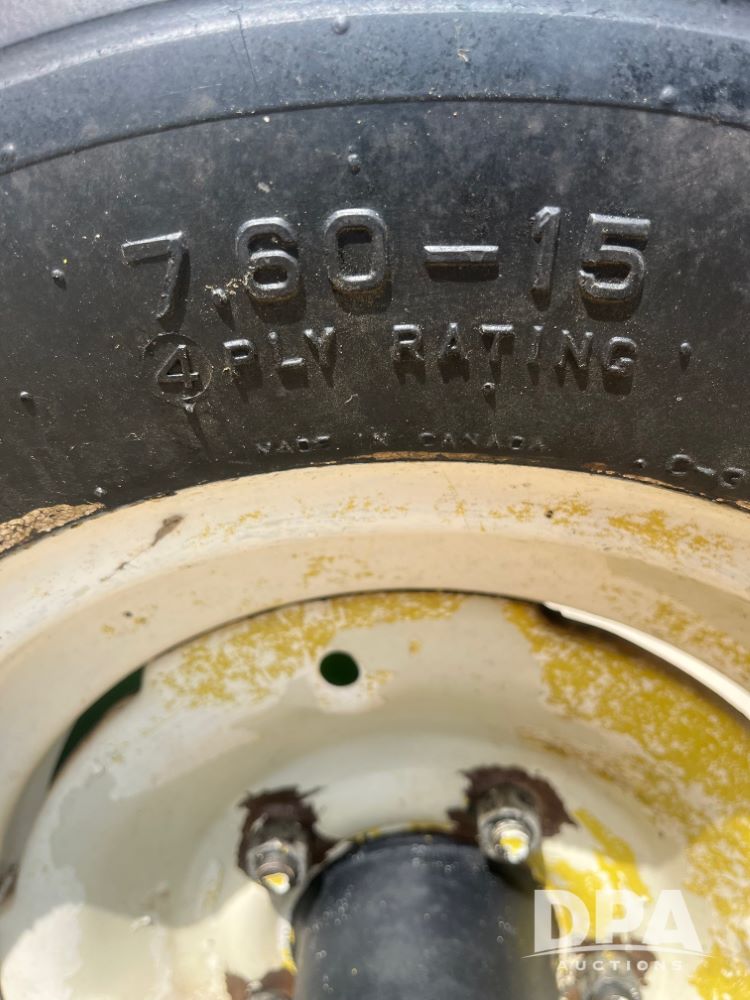 7.60-15
4 PLY RATING
MADE IN CANADA
DPA
AUCTIONS